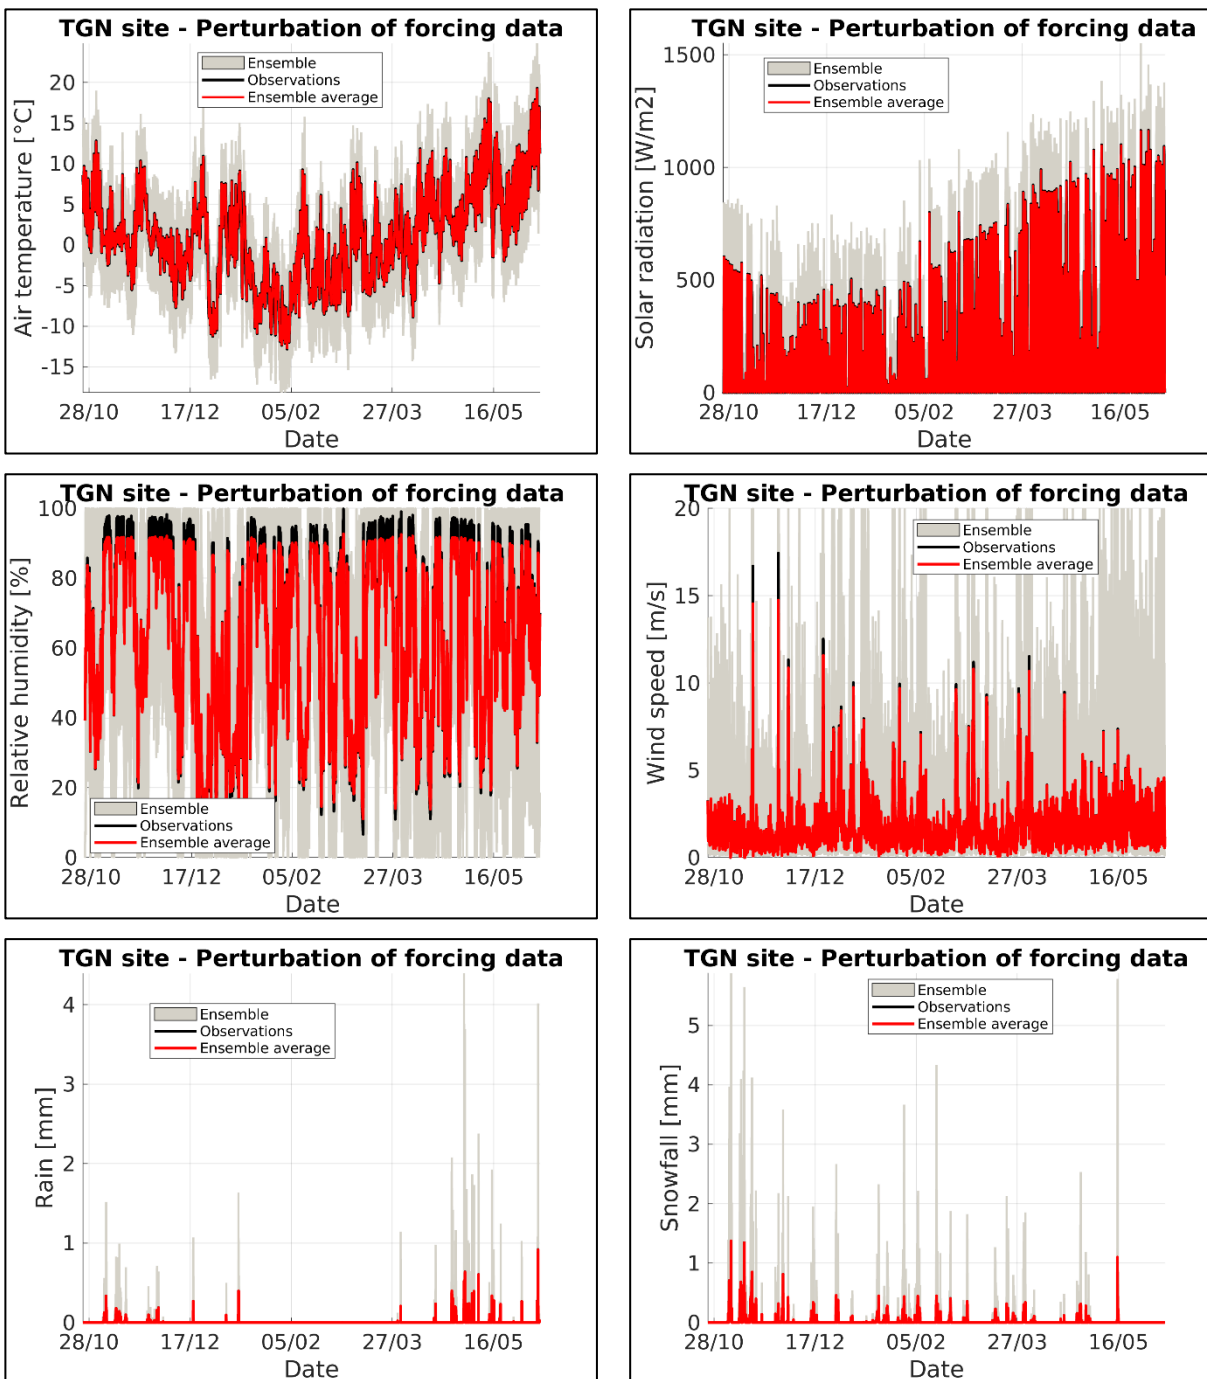 TGN site - Perturbation of forcing data
Ensemble
Observations
Ensemble average
Air temperature [°C]
20
15
10
5
0
-5
-10
-15
28/10 17/12 05/02 27/03 16/05
Date
TGN site - Perturbation of forcing data
Ensemble
Observations
Ensemble average
Solar radiation [W/m2]
1500
1000
500
0
28/10 17/12 05/02 27/03 16/05
Date
TGN site - Perturbation of forcing data
Relative humidity [%]
100
80
60
40
20
0
Ensemble
Observations
Ensemble average
28/10 17/12 05/02 27/03 16/05
Date
TGN site - Perturbation of forcing data
Ensemble
Observations
Ensemble average
Wind speed [m/s]
20
15
10
5
0
28/10 17/12 05/02 27/03 16/05
Date
TGN site - Perturbation of forcing data
Ensemble
Observations
Ensemble average
Rain [mm]
4
3
2
1
0
28/10 17/12 05/02 27/03 16/05
Date
TGN site - Perturbation of forcing data
Ensemble
Observations
Ensemble average
Snowfall [mm]
5
4
3
2
1
0
28/10 17/12 05/02 27/03 16/05
Date